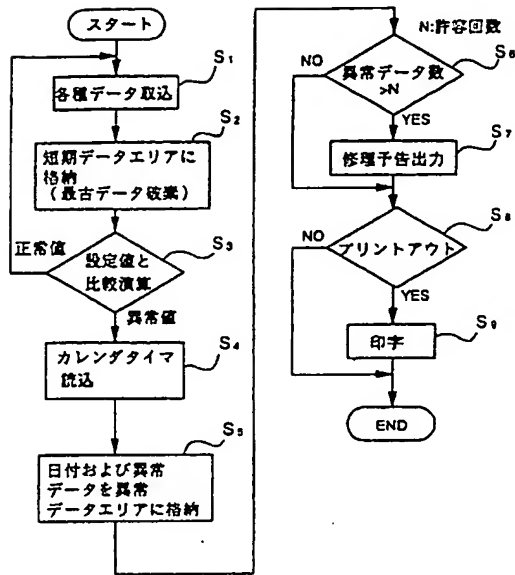 スタート
S1
各種データ取込
S2
短期データエリアに
格納
(最古データ破棄)
正常値
S3
設定値と
比較演算
異常値
S4
カレンダタイマ
読込
S5
日付および異常
データを異常
データエリアに格納
N:許容回数
S6
NO
異常データ数
>N
YES
S7
修理予告出力
S8
NO
プリントアウト
YES
S9
印字
END